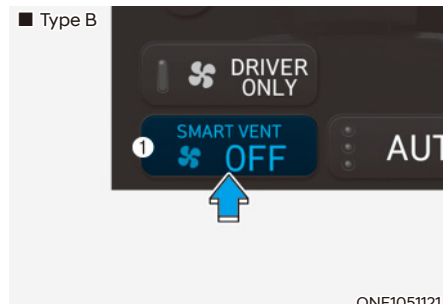 ■ Type B
DRIVER
ONLY
SMART VENT
1 OFF
AUT
ONE1051121